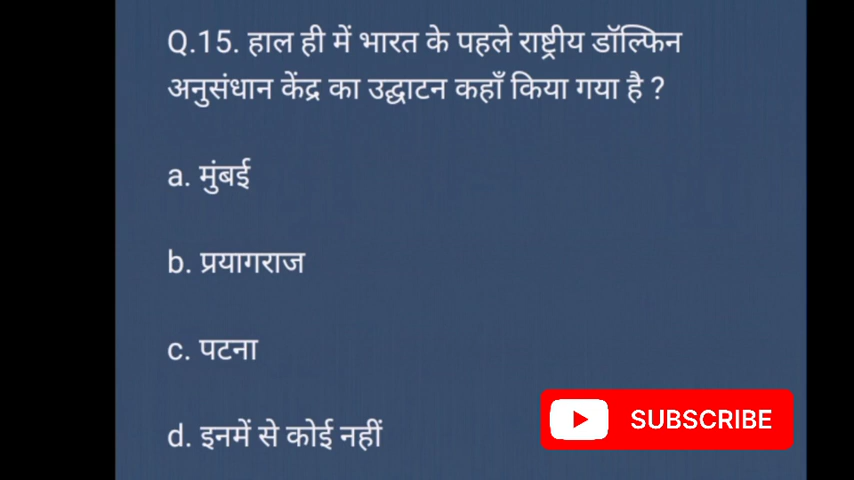 Q.15. हाल ही में भारत के पहले राष्ट्रीय डॉल्फिन
अनुसंधान केंद्र का उद्घाटन कहाँ किया गया है ?
a. मुंबई
b. प्रयागराज
c. पटना
d. इनमें से कोई नहीं
SUBSCRIBE